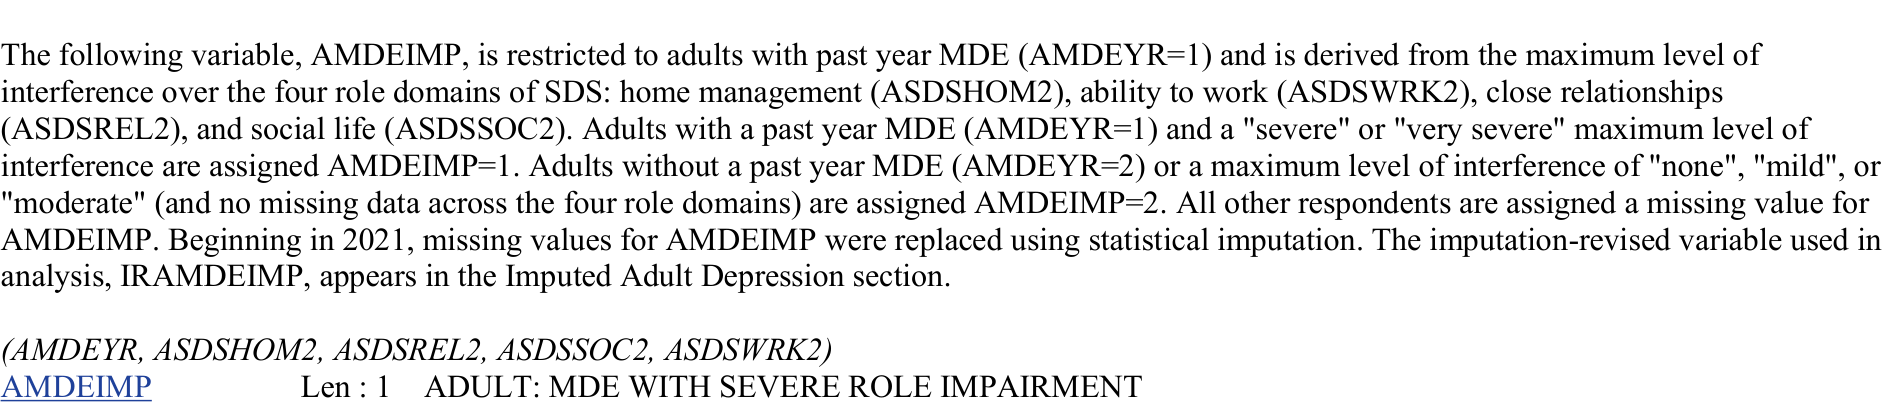 The following variable, AMDEIMP, is restricted to adults with past year MDE (AMDEYR=1) and is derived from the maximum level of
interference over the four role domains of SDS: home management (ASDSHOM2), ability to work (ASDSWRK2), close relationships
(ASDSREL2), and social life (ASDSSOC2). Adults with a past year MDE (AMDEYR=1) and a "severe" or "very severe" maximum level of
interference are assigned AMDEIMP=1. Adults without a past year MDE (AMDEYR=2) or a maximum level of interference of "none", "mild", or
"moderate" (and no missing data across the four role domains) are assigned AMDEIMP=2. All other respondents are assigned a missing value for
AMDEIMP. Beginning in 2021, missing values for AMDEIMP were replaced using statistical imputation. The imputation-revised variable used in
analysis, IRAMDEIMP, appears in the Imputed Adult Depression section.
(AMDEYR, ASDSHOM2, ASDSREL2, ASDSSOC2, ASDSWRK2)
AMDEIMP Len : 1 ADULT: MDE WITH SEVERE ROLE IMPAIRMENT